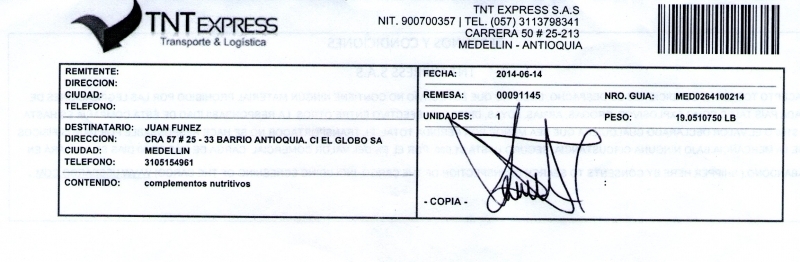 TNT EXPRESS
Transporte & Logística
TNT EXPRESS S.A.S
NIT. 900700357 | TEL. (057) 3113798341
CARRERA 50 # 25-213
MEDELLIN - ANTIOQUIA
REMITENTE:
DIRECCION:
CIUDAD:
TELEFONO:
DESTINATARIO: JUAN FUNEZ
DIRECCION: CRA 57 # 25 - 33 BARRIO ANTIOQUIA. CI EL GLOBO SA
CIUDAD: MEDELLIN
TELEFONO: 3105154961
CONTENIDO: complementos nutritivos
FECHA: 2014-06-14
REMESA: 00091145 NRO. GUIA: MED0264100214
UNIDADES: 1 PESO: 19.0510750 LB
- COPIA -